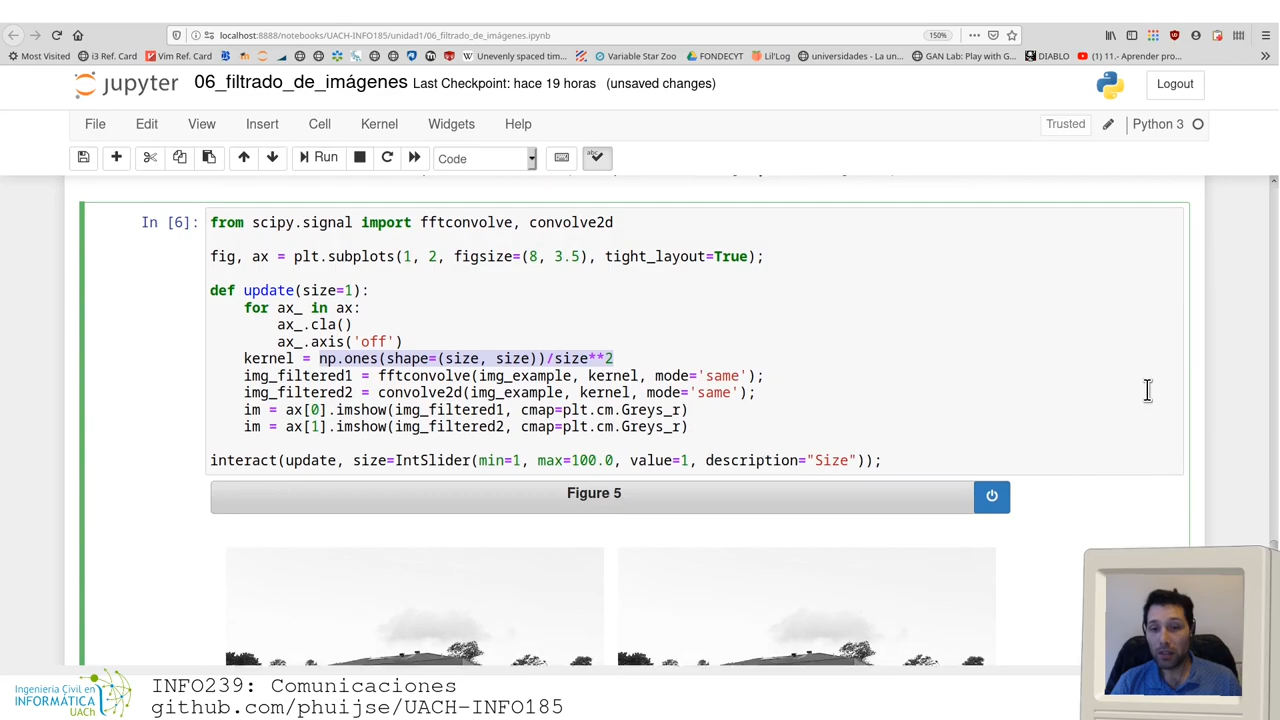 localhost:8888/notebooks/UACH-INFO185/unidad1/06_filtrado_de_imágenes.ipynb 150%
Most Visited i3 Ref. Card Vim Ref. Card Unevenly spaced tim... Variable Star Zoo FONDECYT Lil'Log universidades - La un... GAN Lab: Play with G... DIABLO (1) 11.- Aprender pro...
jupyter 06_filtrado_de_imágenes Last Checkpoint: hace 19 horas (unsaved changes) Logout
File Edit View Insert Cell Kernel Widgets Help Trusted Python 3
Run Code
In [6]: from scipy.signal import fftconvolve, convolve2d
fig, ax = plt.subplots(1, 2, figsize=(8, 3.5), tight_layout=True);
def update(size=1):
for ax_ in ax:
ax_.cla()
ax_.axis('off')
kernel = np.ones(shape=(size, size))/size**2
img_filtered1 = fftconvolve(img_example, kernel, mode='same');
img_filtered2 = convolve2d(img_example, kernel, mode='same');
im = ax[0].imshow(img_filtered1, cmap=plt.cm.Greys_r)
im = ax[1].imshow(img_filtered2, cmap=plt.cm.Greys_r)
interact(update, size=IntSlider(min=1, max=100.0, value=1, description="Size"));
Figure 5
Ingeniería Civil en
INFORMÁTICA
UACh
INFO239: Comunicaciones
github.com/phuijse/UACH-INFO185